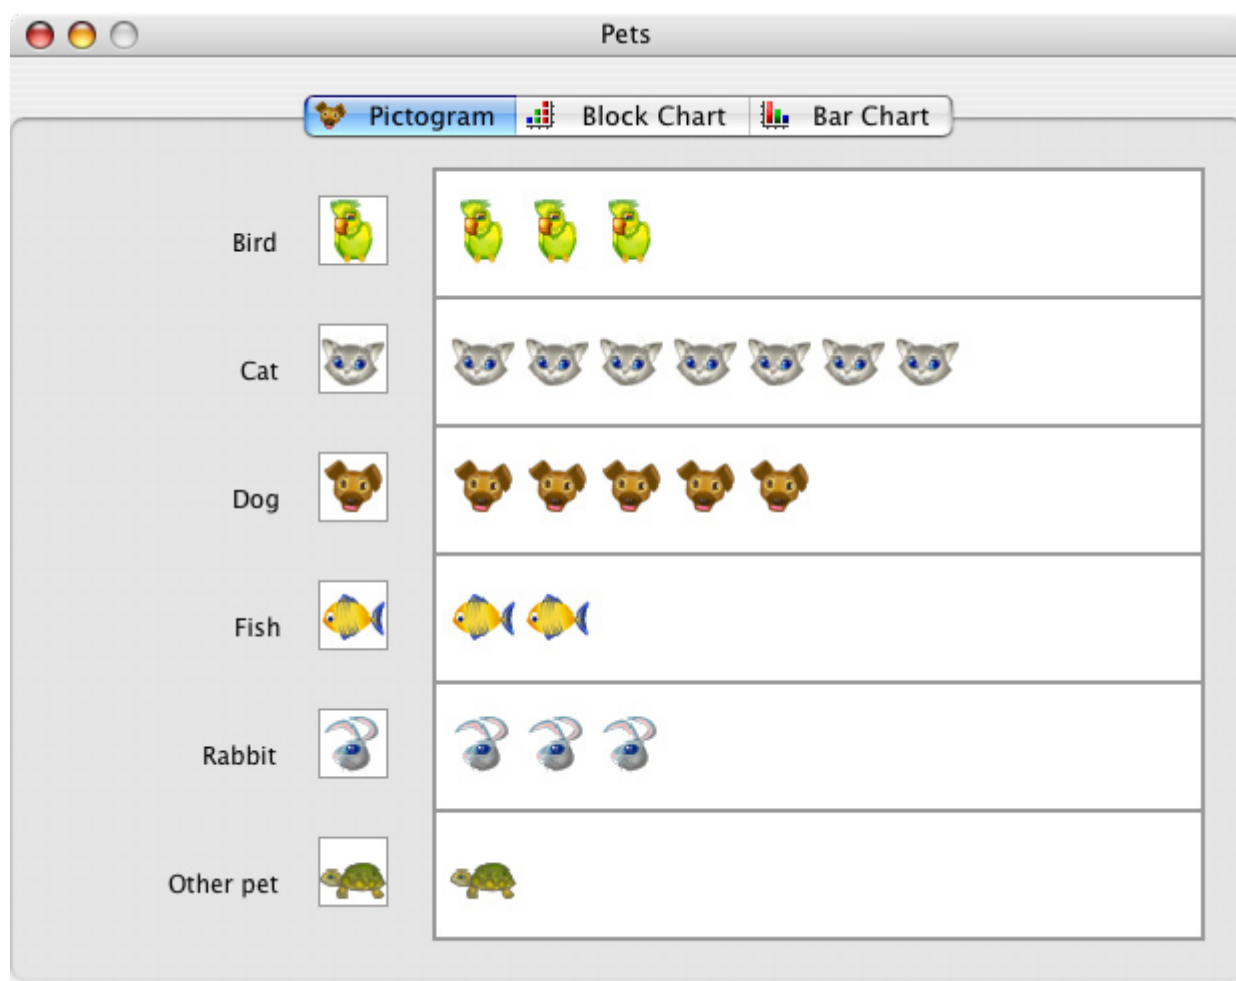 Pets
Pictogram Block Chart Bar Chart
Bird
Cat
Dog
Fish
Rabbit
Other pet